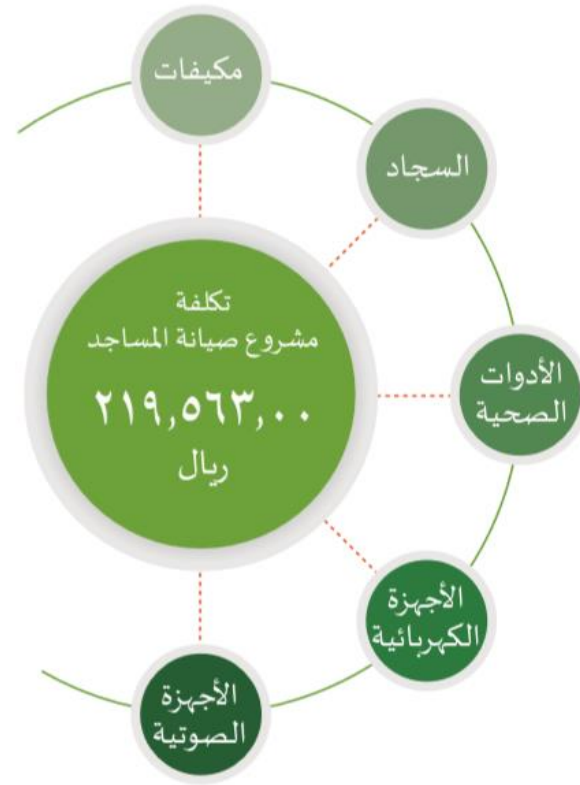 مكيفات
السجاد
الأدوات
الصحية
الأجهزة
الكهربائية
الأجهزة
الصوتية
تكلفة
مشروع صيانة المساجد
٢١٩,٥٦٣,٠٠
ريال